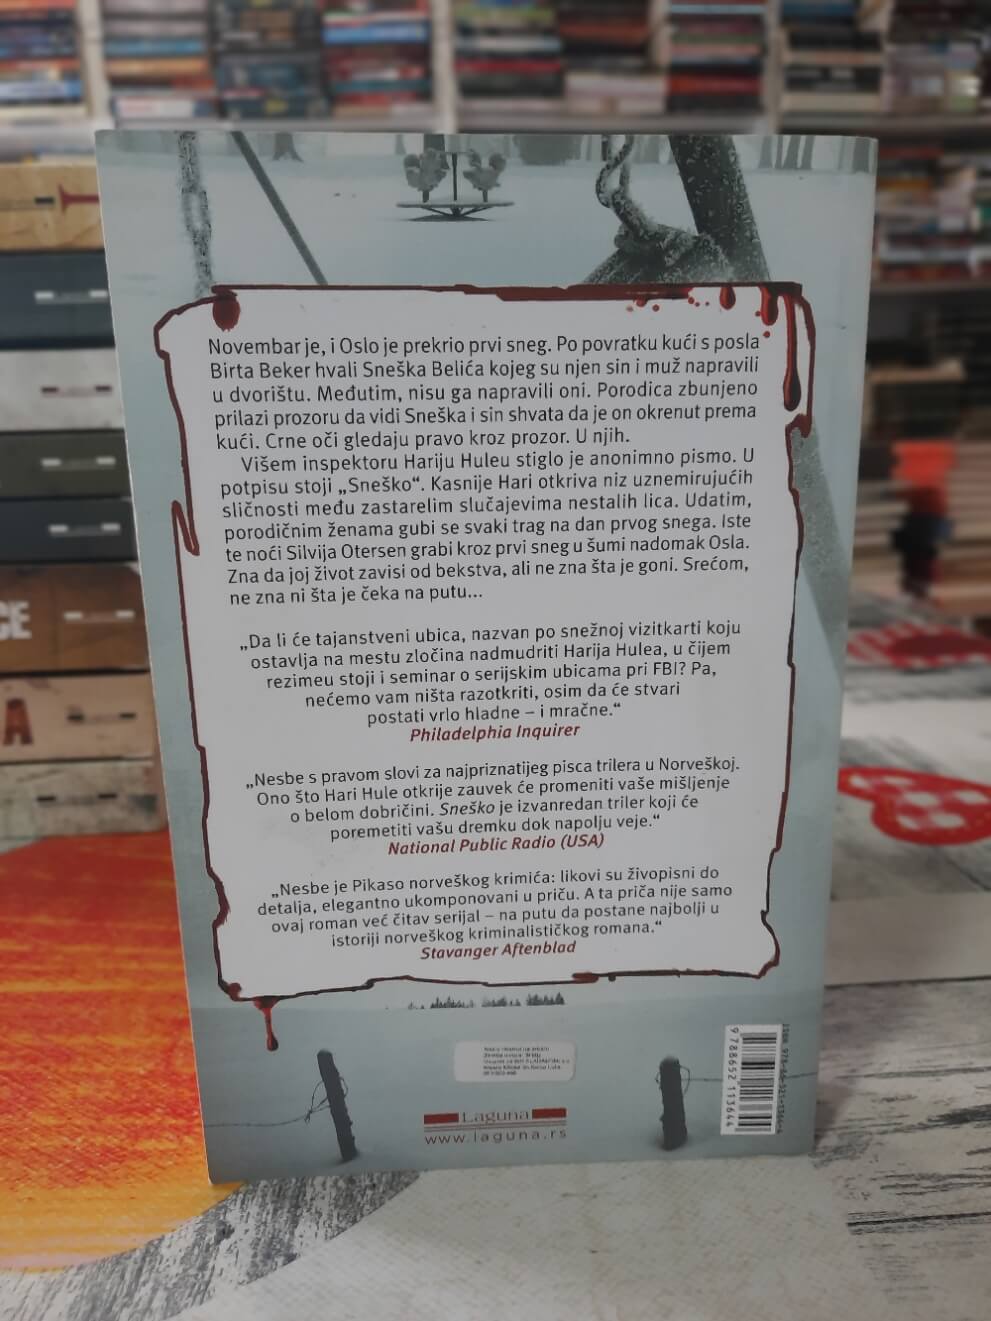 Novembar je, i Oslo je prekrio prvi sneg. Po povratku kući s posla
Birta Beker hvali Sneška Belića kojeg su njen sin i muž napravili
u dvorištu. Međutim, nisu ga napravili oni. Porodica zbunjeno
prilazi prozoru da vidi Sneška i sin shvata da je on okrenut prema
kući. Crne oči gledaju pravo kroz prozor. U njih.
Višem inspektoru Hariju Huleu stiglo je anonimno pismo. U
potpisu stoji „Sneško“. Kasnije Hari otkriva niz uznemirujućih
sličnosti među zastarelim slučajevima nestalih lica. Udatim,
porodičnim ženama gubi se svaki trag na dan prvog snega. Iste
te noći Silvija Otersen grabi kroz prvi sneg u šumi nadomak Osla.
Zna da joj život zavisi od bekstva, ali ne zna šta je goni. Srećom,
ne zna ni šta je čeka na putu...
„Da li će tajanstveni ubica, nazvan po snežnoj vizitkarti koju
ostavlja na mestu zločina nadmudriti Harija Hulea, u čijem
rezimeu stoji i seminar o serijskim ubicama pri FBI? Pa,
nećemo vam ništa razotkriti, osim da će stvari
postati vrlo hladne – i mračne.“
Philadelphia Inquirer
„Nesbe s pravom slovi za najpriznatijeg pisca trilera u Norveškoj.
Ono što Hari Hule otkrije zauvek će promeniti vaše mišljenje
o belom dobričini. Sneško je izvanredan triler koji će
poremetiti vašu dremku dok napolju veje.“
National Public Radio (USA)
„Nesbe je Pikaso norveškog krimića: likovi su živopisni do
detalja, elegantno ukomponovani u priču. A ta priča nije samo
ovaj roman već čitav serijal – na putu da postane najbolji u
istoriji norveškog kriminalističkog romana.“
Stavanger Aftenblad
Laguna
www.laguna.rs
9788652113644